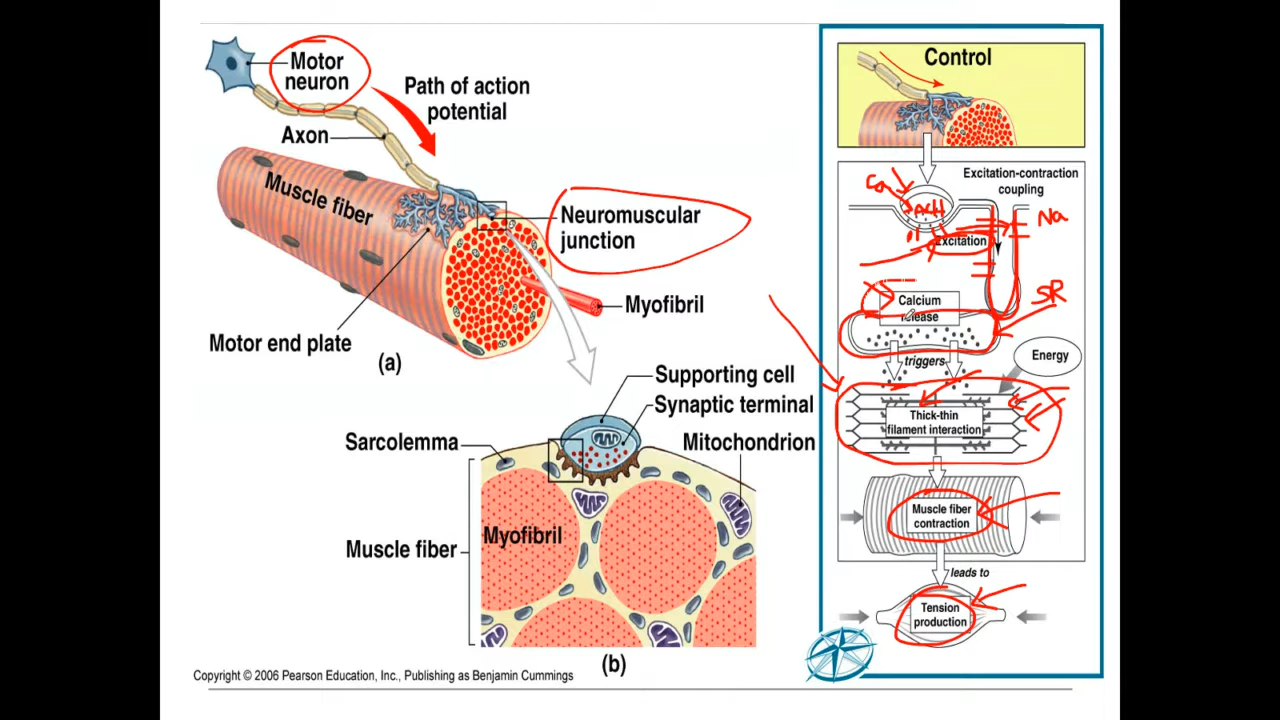 Motor
neuron
Path of action
potential
Axon
Muscle fiber
Neuromuscular
junction
Myofibril
Motor end plate
(a)
Supporting cell
Synaptic terminal
Sarcolemma
Mitochondrion
Myofibril
Muscle fiber
(b)
Copyright © 2006 Pearson Education, Inc., Publishing as Benjamin Cummings
Control
Excitation-contraction
coupling
Ca
ACH
Na
Excitation
SR
Calcium
release
triggers
Energy
Thick-thin
filament interaction
Muscle fiber
contraction
leads to
Tension
production